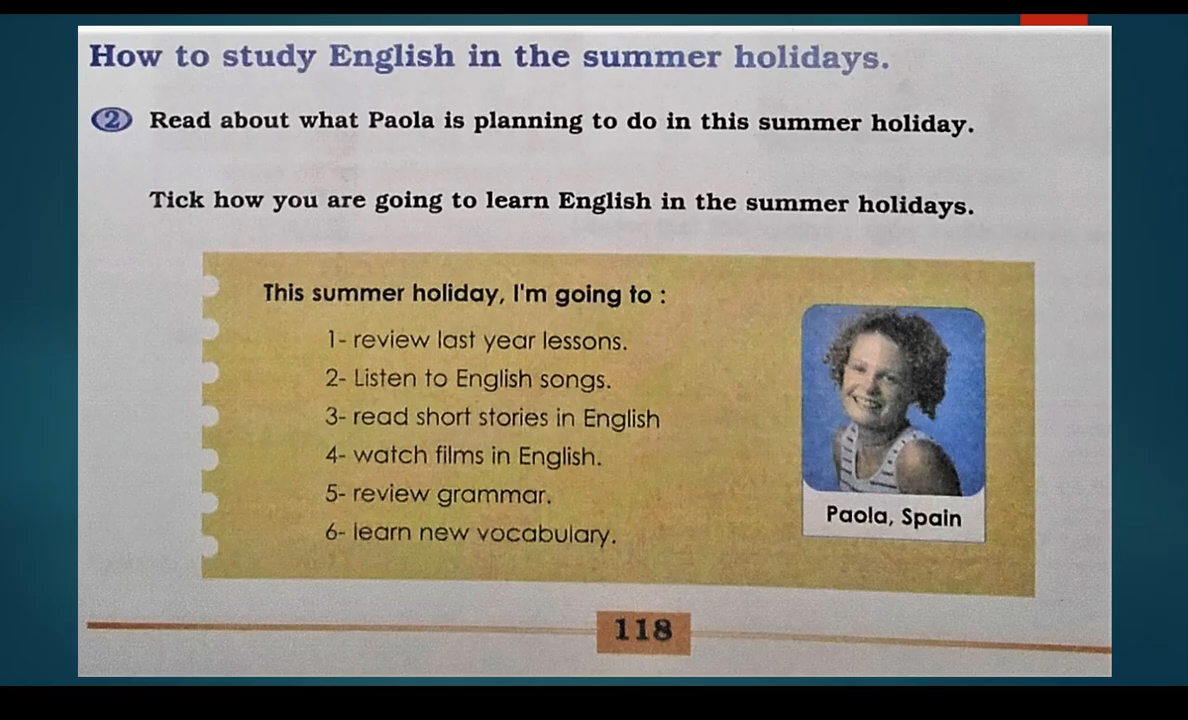 How to study English in the summer holidays.
2 Read about what Paola is planning to do in this summer holiday.
Tick how you are going to learn English in the summer holidays.
This summer holiday, I'm going to :
1- review last year lessons.
2- Listen to English songs.
3- read short stories in English
4- watch films in English.
5- review grammar.
6- learn new vocabulary.
Paola, Spain
118